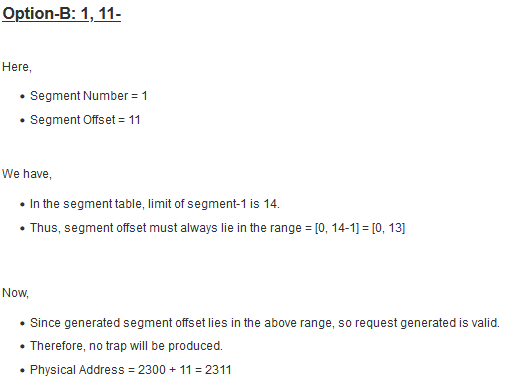 Option-B: 1, 11-
Here,
• Segment Number = 1
• Segment Offset = 11
We have,
• In the segment table, limit of segment-1 is 14.
• Thus, segment offset must always lie in the range = [0, 14-1] = [0, 13]
Now,
• Since generated segment offset lies in the above range, so request generated is valid.
• Therefore, no trap will be produced.
• Physical Address = 2300 + 11 = 2311